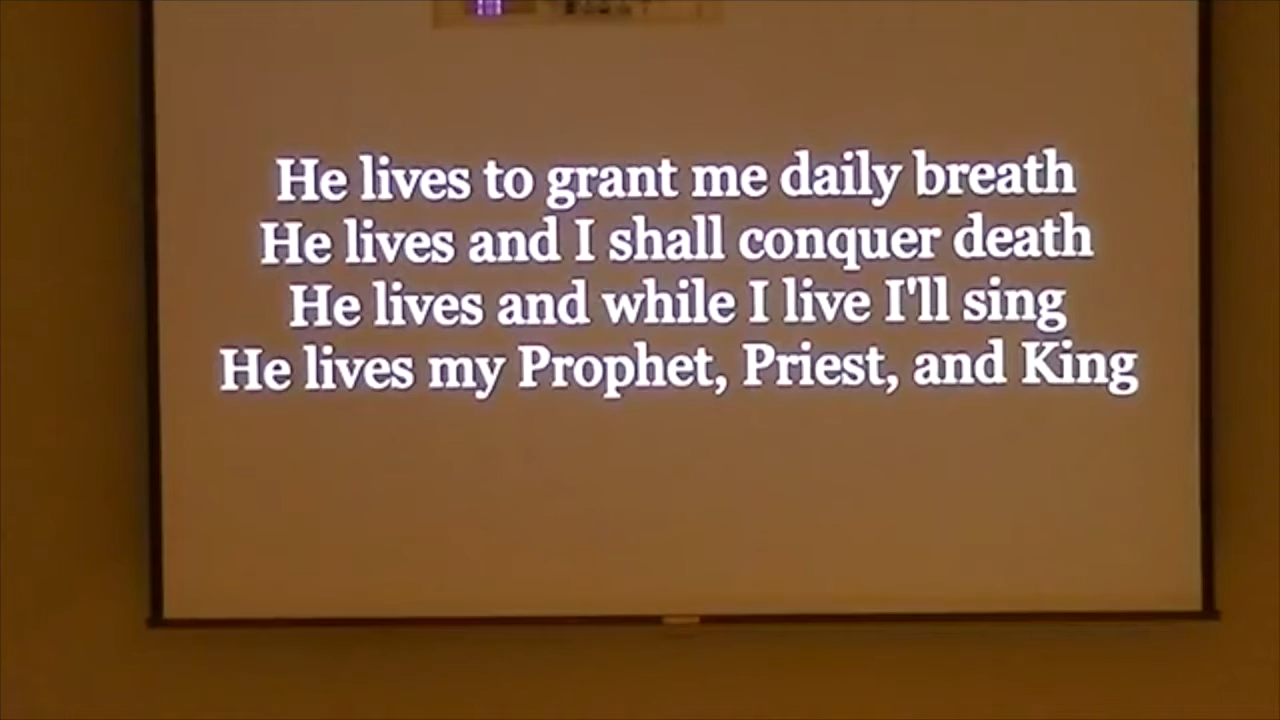 He lives to grant me daily breath
He lives and I shall conquer death
He lives and while I live I'll sing
He lives my Prophet, Priest, and King